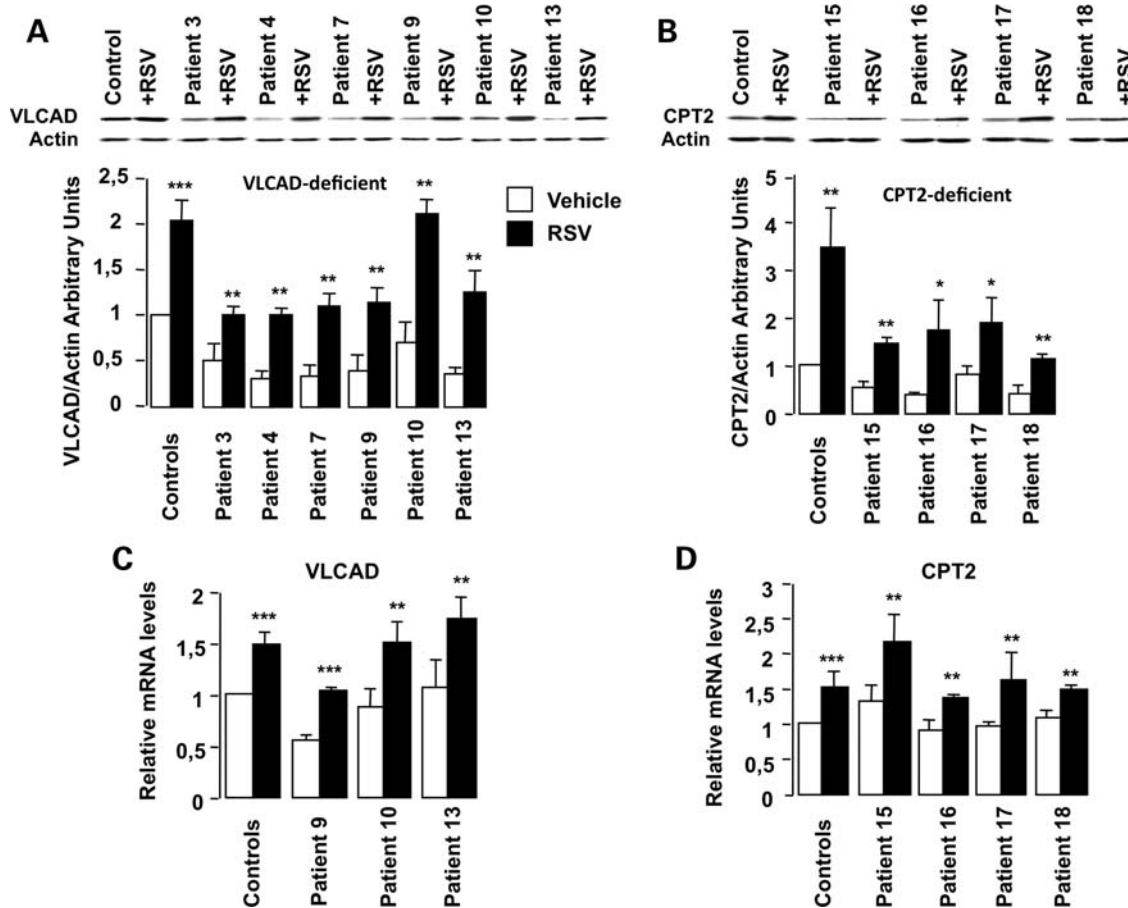 A
Control
+RSV
Patient 3
+RSV
Patient 4
+RSV
Patient 7
+RSV
Patient 9
+RSV
Patient 10
+RSV
Patient 13
+RSV
VLCAD
Actin
VLCAD/Actin Arbitrary Units
2,5
2
1,5
1
0,5
0
VLCAD-deficient
***
**
**
**
**
**
**
Vehicle
RSV
Controls
Patient 3
Patient 4
Patient 7
Patient 9
Patient 10
Patient 13
B
Control
+RSV
Patient 15
+RSV
Patient 16
+RSV
Patient 17
+RSV
Patient 18
+RSV
CPT2
Actin
CPT2/Actin Arbitrary Units
5
4
3
2
1
0
CPT2-deficient
**
**
*
*
**
Controls
Patient 15
Patient 16
Patient 17
Patient 18
C
VLCAD
Relative mRNA levels
2
1,5
1
0,5
0
***
***
**
**
Controls
Patient 9
Patient 10
Patient 13
D
CPT2
Relative mRNA levels
3
2,5
2
1,5
1
0,5
0
***
**
**
**
**
Controls
Patient 15
Patient 16
Patient 17
Patient 18